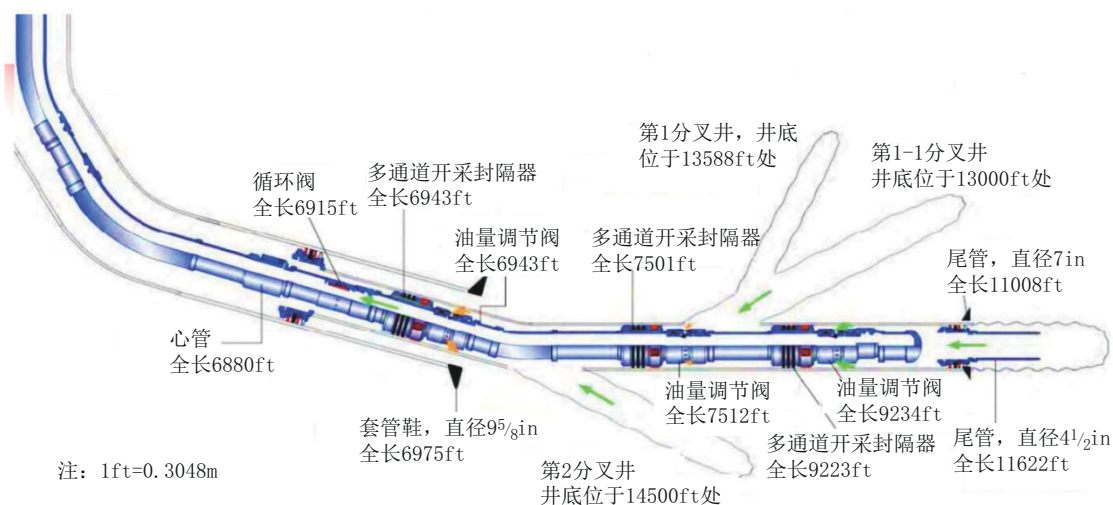 第1分叉井，井底
位于13588ft处
第1-1分叉井
井底位于13000ft处
循环阀
全长6915ft
多通道开采封隔器
全长6943ft
油量调节阀
全长6943ft
多通道开采封隔器
全长7501ft
尾管，直径7in
全长11008ft
心管
全长6880ft
套管鞋，直径9⁵/₈in
全长6975ft
油量调节阀
全长7512ft
油量调节阀
全长9234ft
多通道开采封隔器
全长9223ft
尾管，直径4¹/₂in
全长11622ft
第2分叉井
井底位于14500ft处
注：1ft=0.3048m